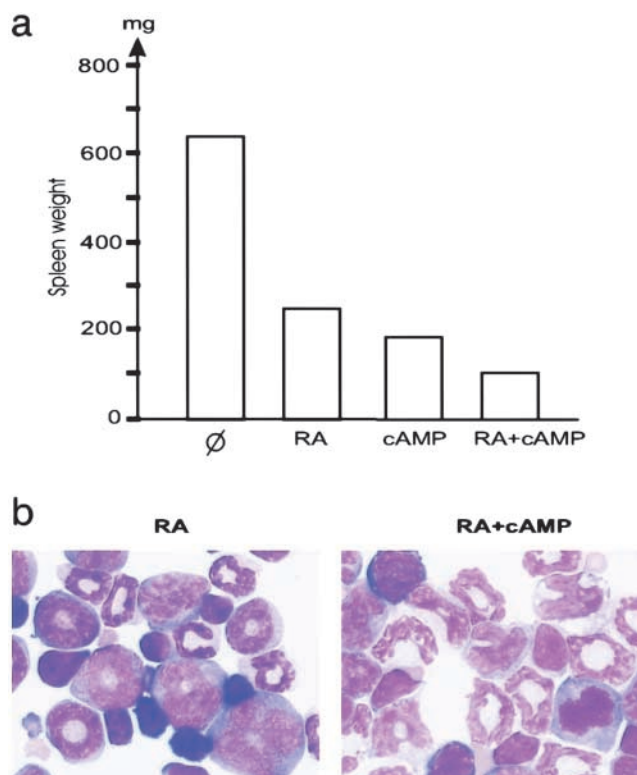 a
mg
800
600
400
200
0
Spleen weight
Ø RA cAMP RA+cAMP
b
RA RA+cAMP